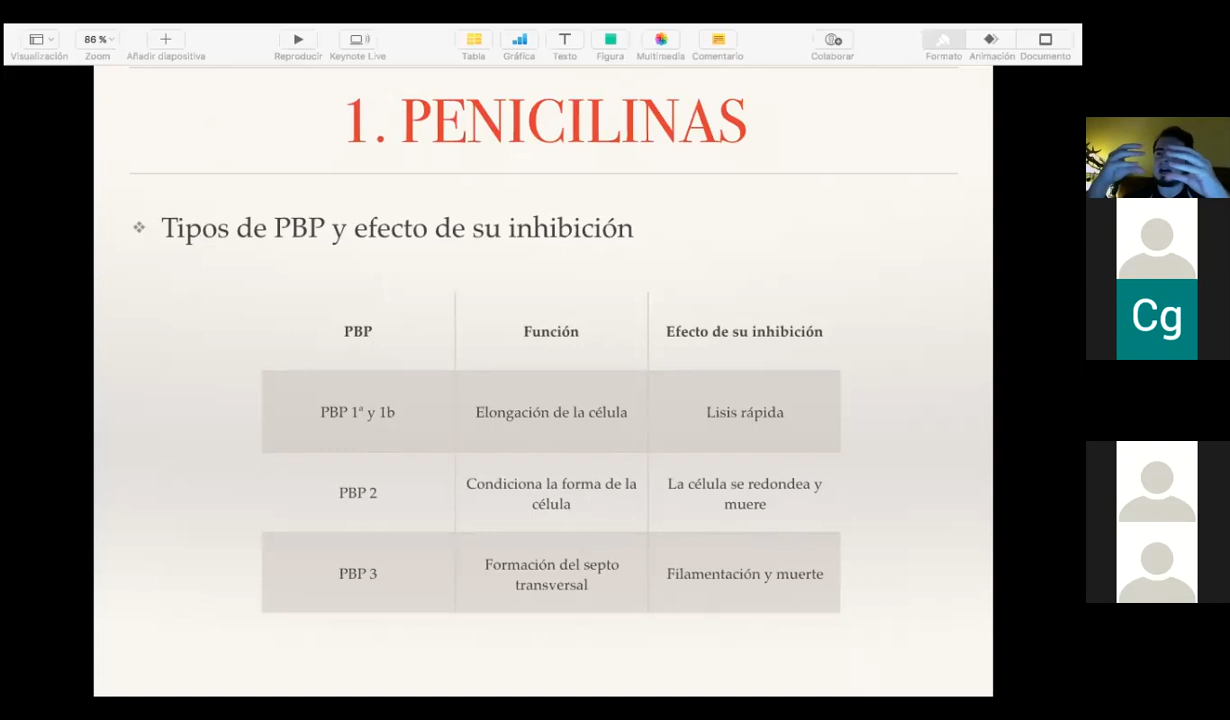 86 %
Visualización
Zoom
Añadir diapositiva
Reproducir
Keynote Live
Tabla
Gráfica
Texto
Figura
Multimedia
Comentario
Colaborar
Formato
Animación
Documento
1. PENICILINAS
Tipos de PBP y efecto de su inhibición
PBP
Función
Efecto de su inhibición
PBP 1ª y 1b
Elongación de la célula
Lisis rápida
PBP 2
Condiciona la forma de la
célula
La célula se redondea y
muere
PBP 3
Formación del septo
transversal
Filamentación y muerte
Cg